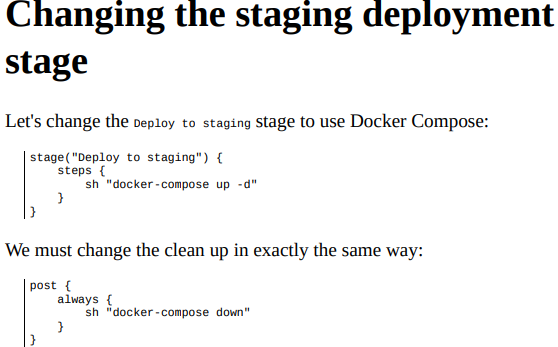 Changing the staging deployment
stage
Let's change the Deploy to staging stage to use Docker Compose:
stage("Deploy to staging") {
    steps {
        sh "docker-compose up -d"
    }
}
We must change the clean up in exactly the same way:
post {
    always {
        sh "docker-compose down"
    }
}